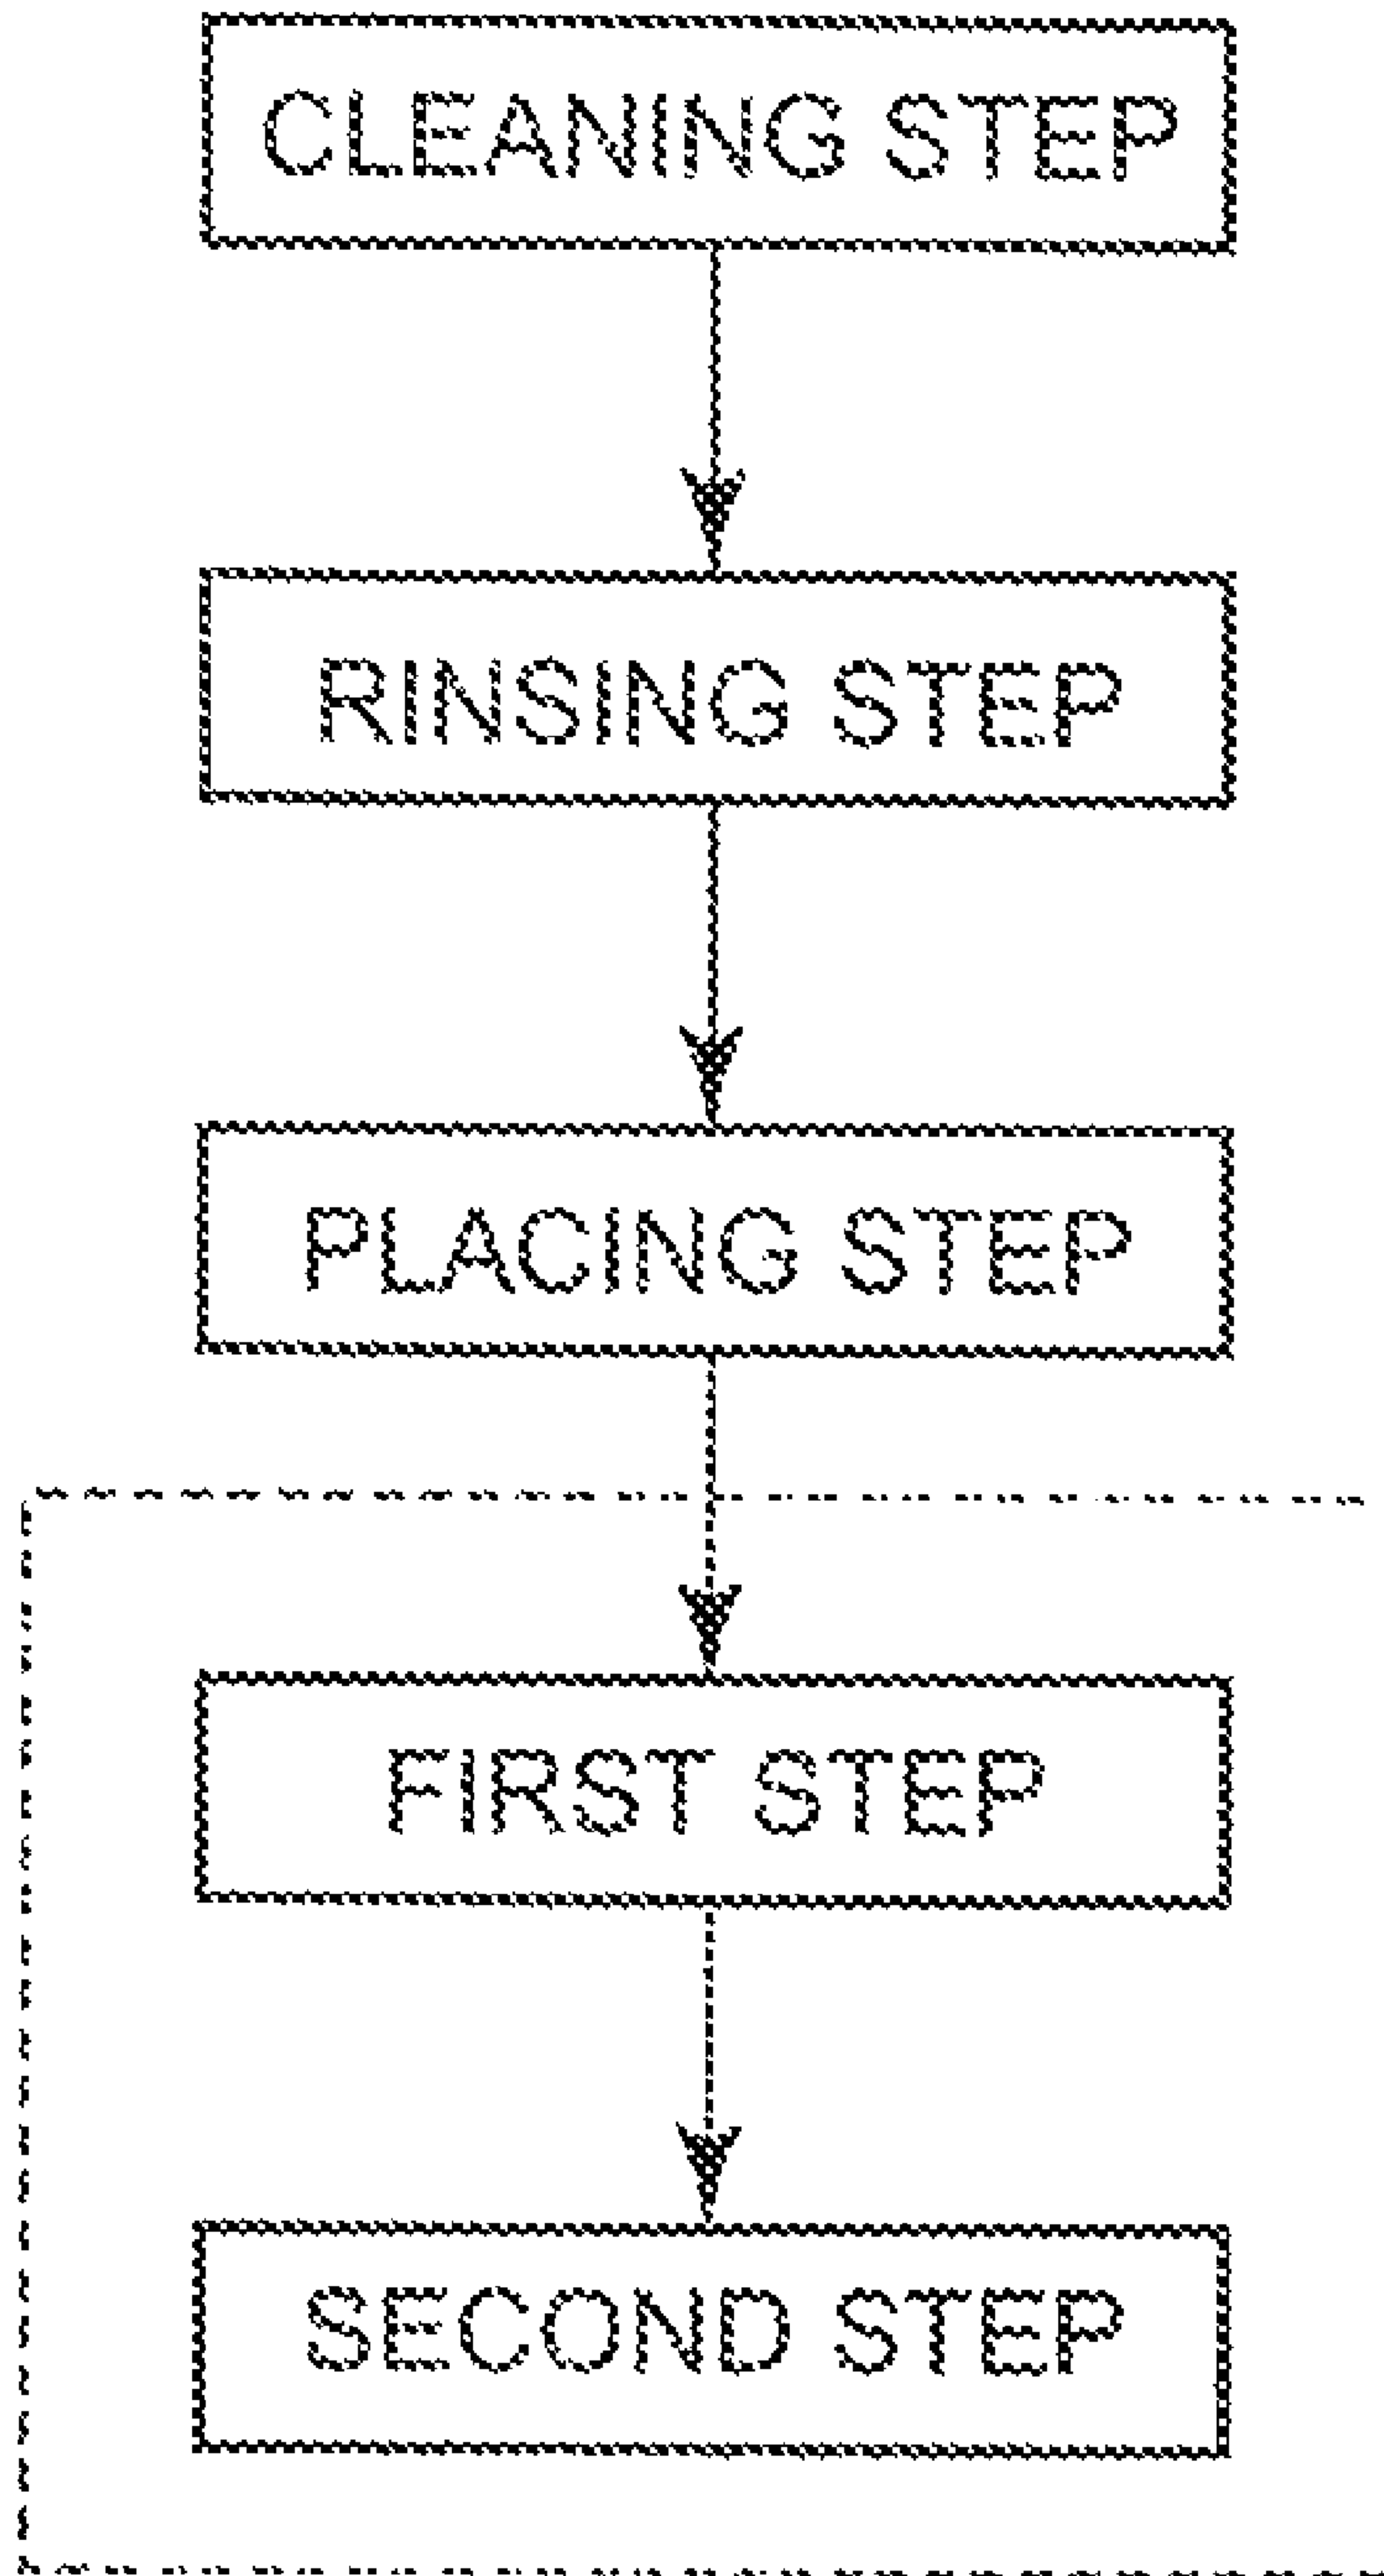 CLEANING STEP
RINSING STEP
PLACING STEP
FIRST STEP
SECOND STEP